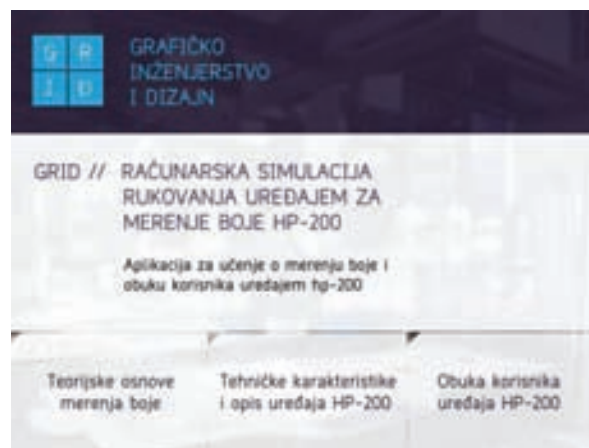 G R
I D
GRAFIČKO
INŽENJERSTVO
I DIZAJN
GRID // RAČUNARSKA SIMULACIJA
RUKOVANJA UREĐAJEM ZA
MERENJE BOJE HP-200
Aplikacija za učenje o merenju boje i
obuku korisnika uređajem hp-200
Teorijske osnove
merenja boje
Tehničke karakteristike
i opis uređaja HP-200
Obuka korisnika
uređaja HP-200